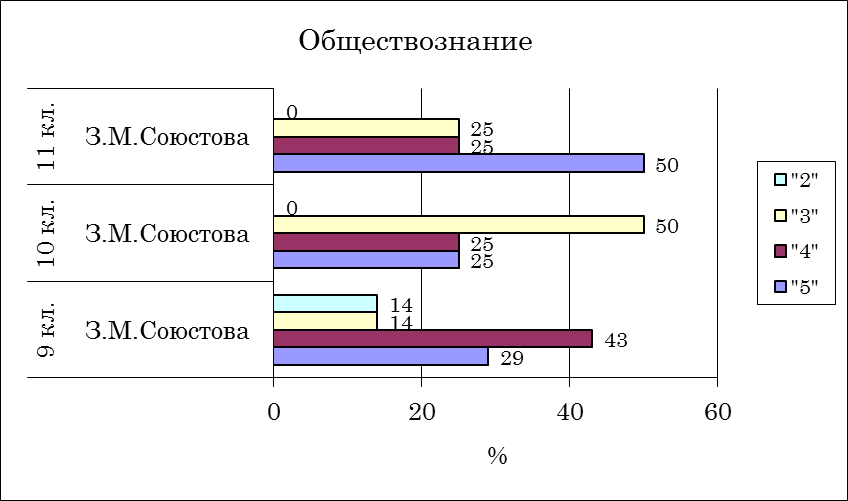 Обществознание
11 кл.
З.М.Союстова
0
25
25
50
10 кл.
З.М.Союстова
0
50
25
25
9 кл.
З.М.Союстова
14
14
43
29
0 20 40 60
%
"2"
"3"
"4"
"5"